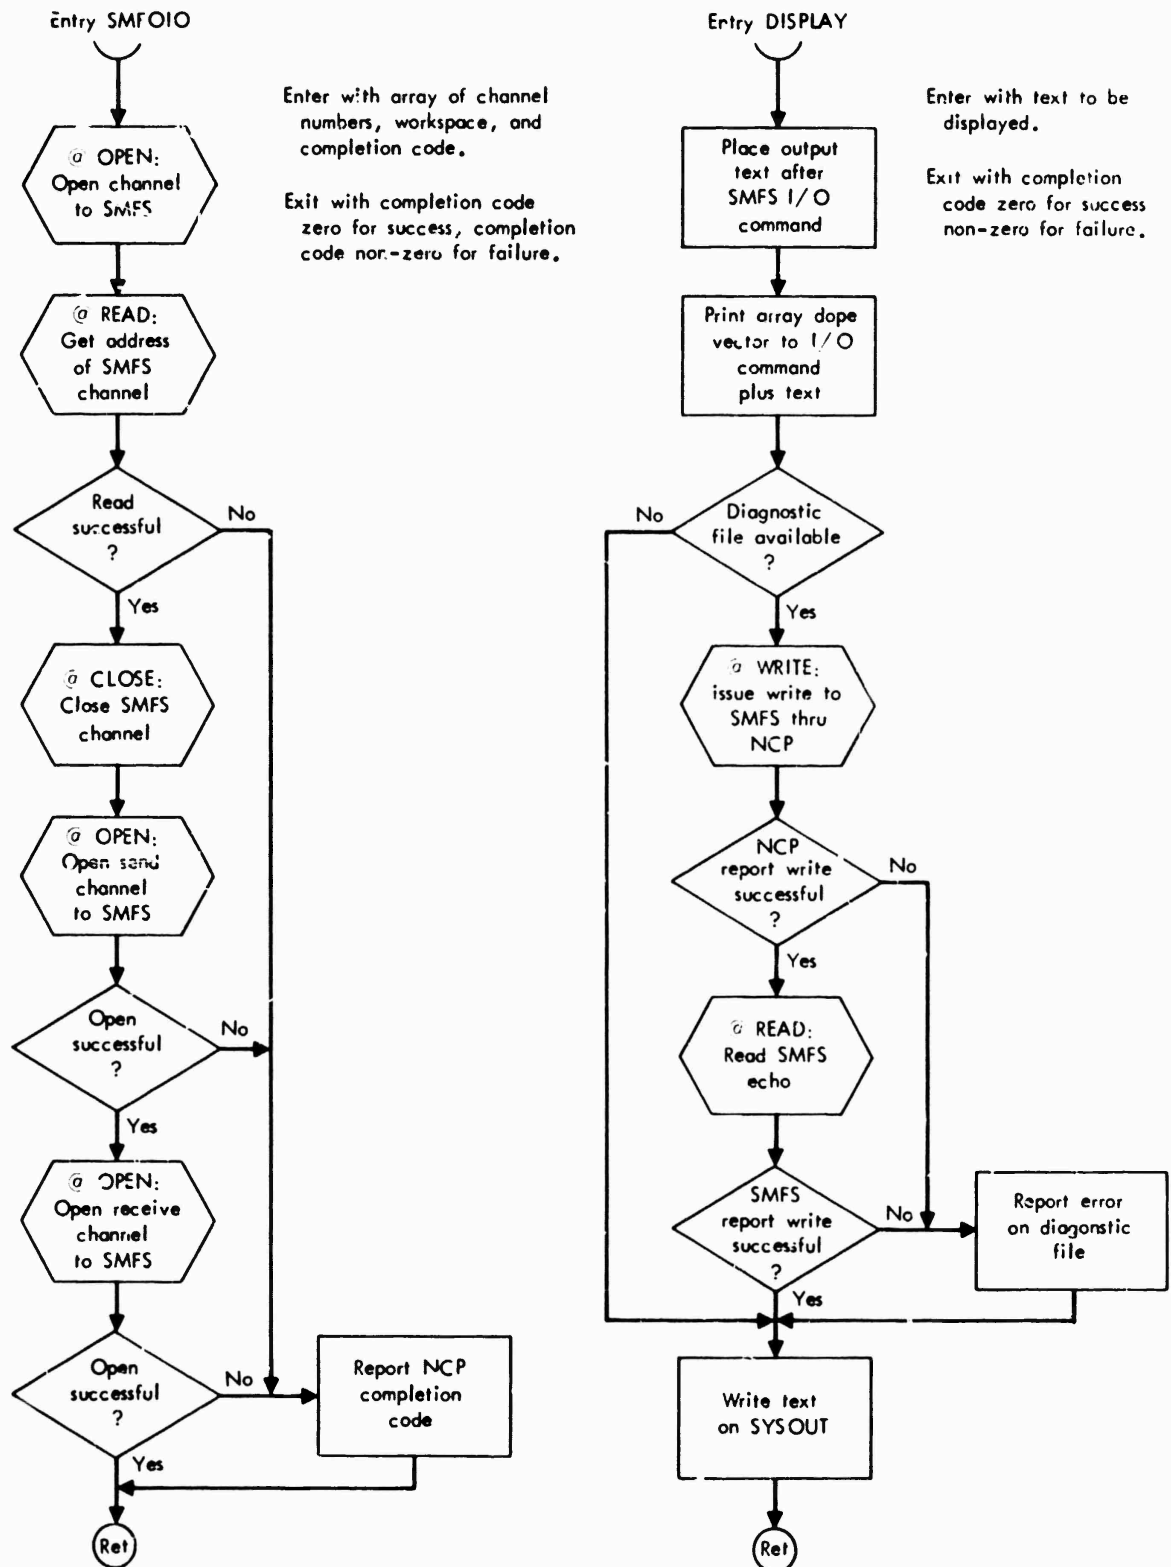 Entry SMFOIO
Enter with array of channel
numbers, workspace, and
completion code.
Exit with completion code
zero for success, completion
code non-zero for failure.
@ OPEN:
Open channel
to SMFS
@ READ:
Get address
of SMFS
channel
Read
successful
?
No
Yes
@ CLOSE:
Close SMFS
channel
@ OPEN:
Open send
channel
to SMFS
Open
successful
?
No
Yes
@ OPEN:
Open receive
channel
to SMFS
Open
successful
?
No
Yes
Report NCP
completion
code
Ret
Entry DISPLAY
Enter with text to be
displayed.
Exit with completion
code zero for success
non-zero for failure.
Place output
text after
SMFS I/O
command
Print array dope
vector to I/O
command
plus text
Diagnostic
file available
?
No
Yes
@ WRITE:
issue write to
SMFS thru
NCP
NCP
report write
successful
?
No
Yes
@ READ:
Read SMFS
echo
SMFS
report write
successful
?
No
Yes
Report error
on diagonstic
file
Write text
on SYSOUT
Ret